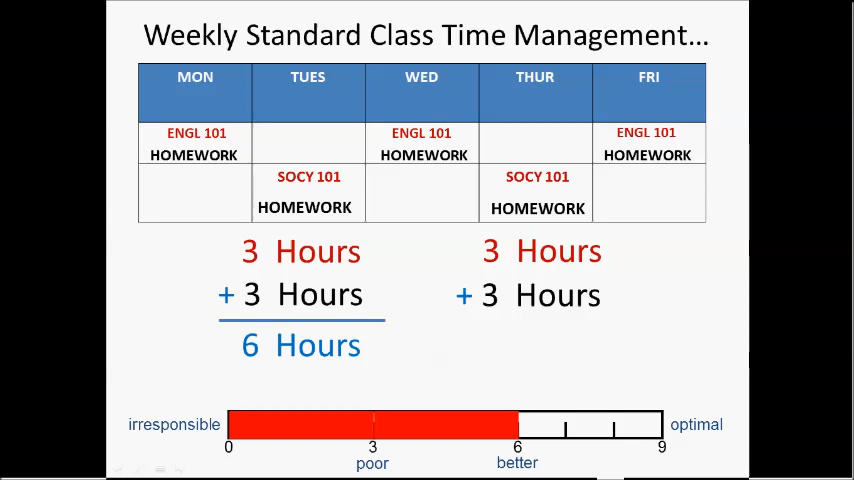 Weekly Standard Class Time Management…
MON TUES WED THUR FRI
ENGL 101 ENGL 101 ENGL 101
HOMEWORK HOMEWORK HOMEWORK
SOCY 101 SOCY 101
HOMEWORK HOMEWORK
3 Hours 3 Hours
+ 3 Hours + 3 Hours
6 Hours
irresponsible optimal
0 3 6 9
poor better